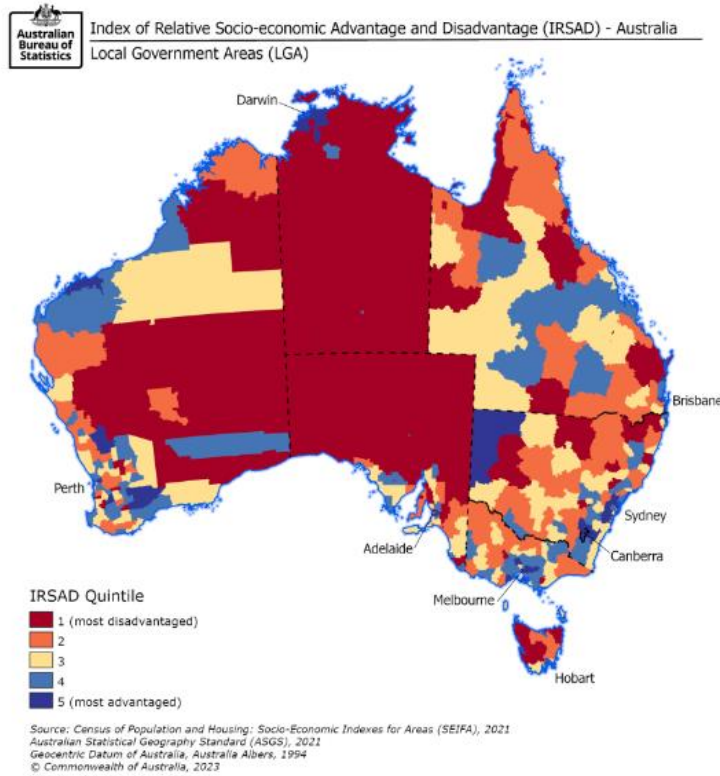 Australian
Bureau of
Statistics
Index of Relative Socio-economic Advantage and Disadvantage (IRSAD) - Australia
Local Government Areas (LGA)
Darwin
Brisbane
Perth
Sydney
Adelaide
Canberra
Melbourne
Hobart
IRSAD Quintile
1 (most disadvantaged)
2
3
4
5 (most advantaged)
Source: Census of Population and Housing: Socio-Economic Indexes for Areas (SEIFA), 2021
Australian Statistical Geography Standard (ASGS), 2021
Geocentric Datum of Australia, Australia Albers, 1994
© Commonwealth of Australia, 2023